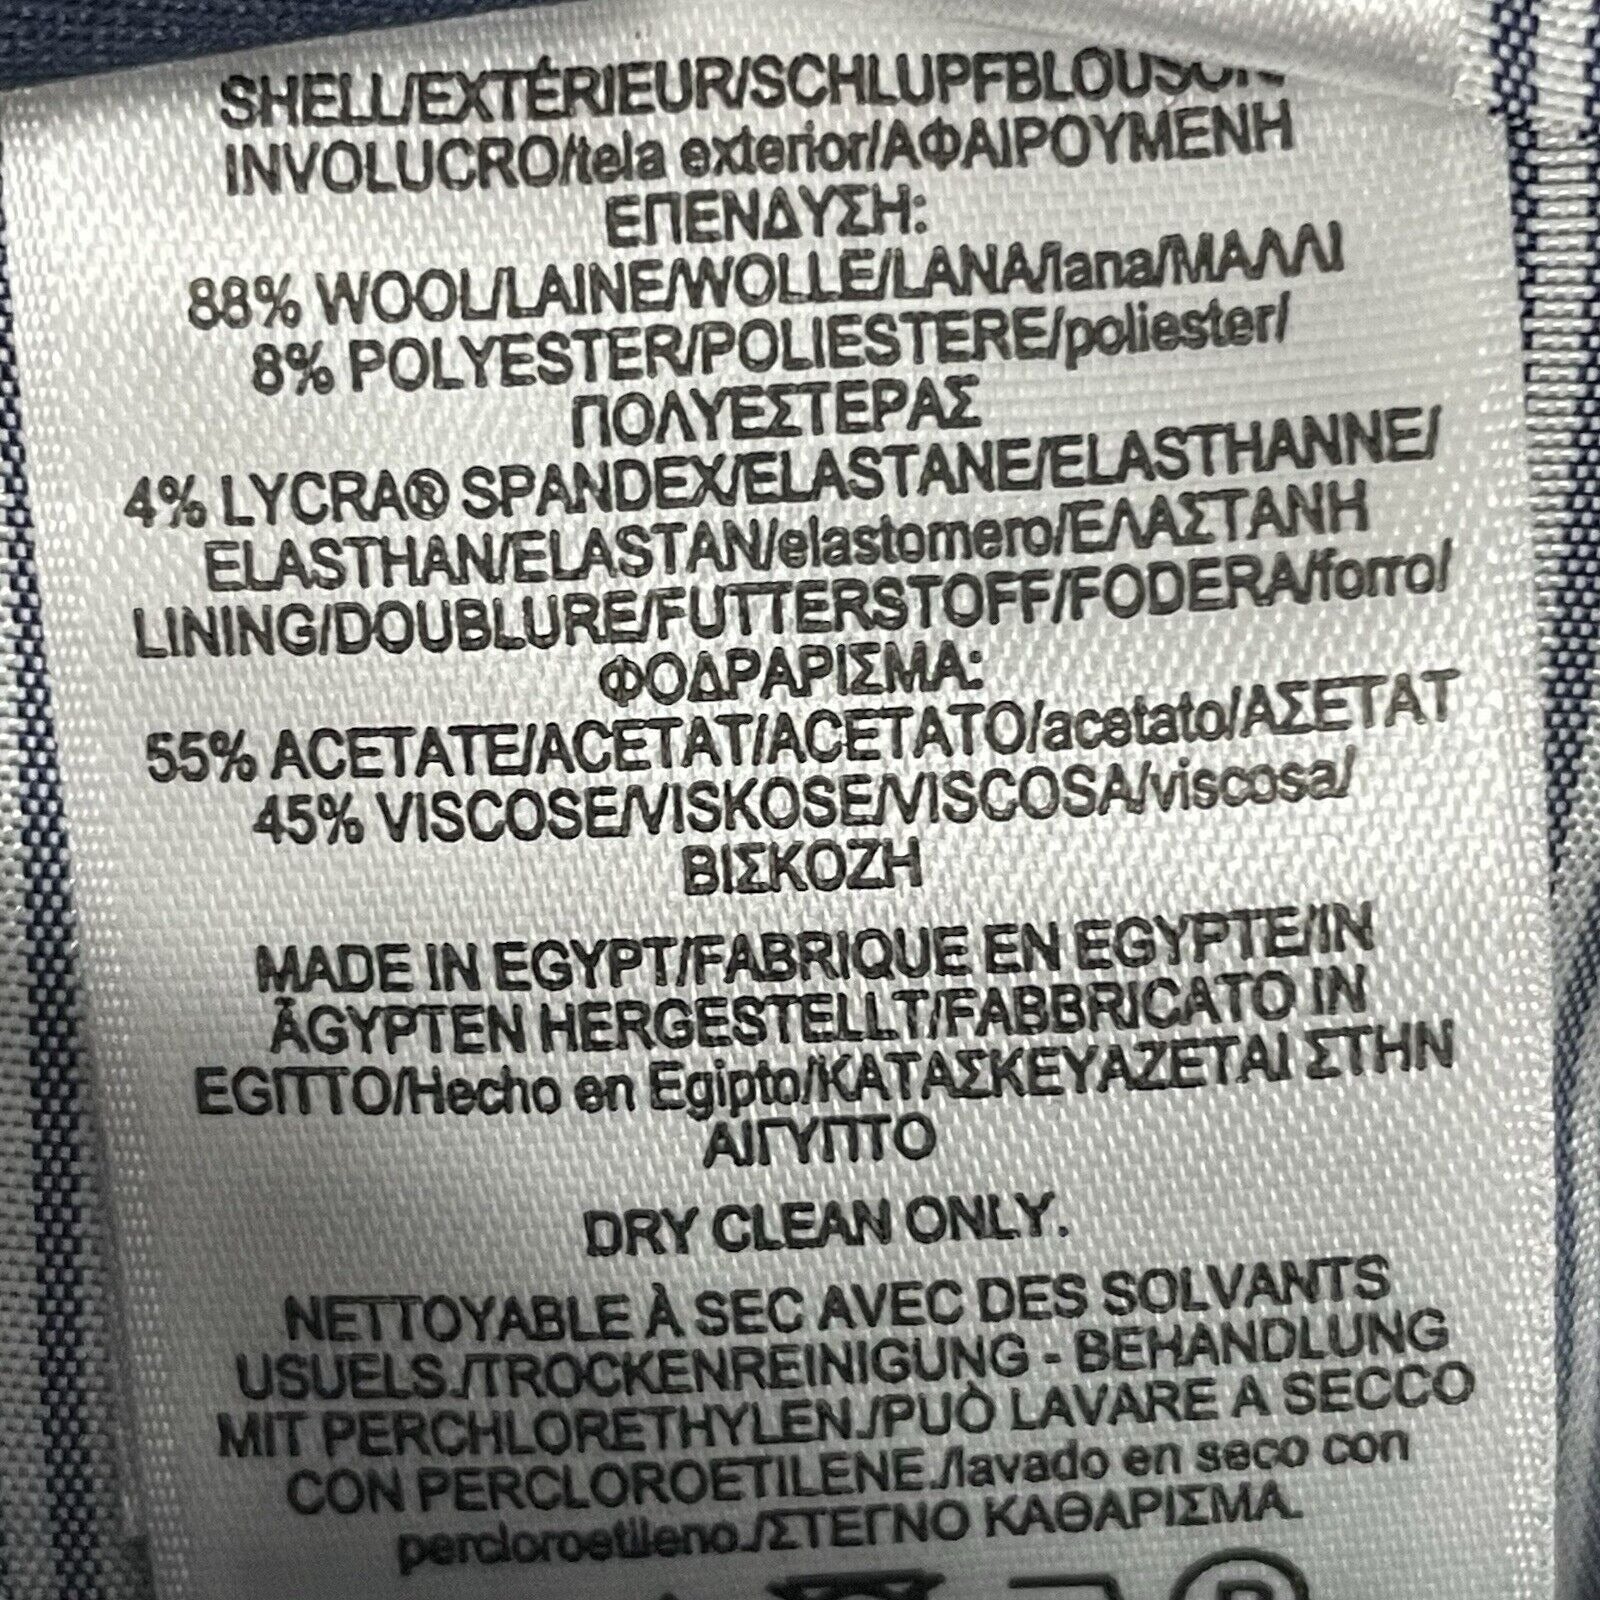 SHELL/EXTÉRIEUR/SCHLUPFBLOUSON
INVOLUCRO/tela exterior/ΑΦΑΙΡΟΥΜΕΝΗ
ΕΠΕΝΔΥΣΗ:
88% WOOL/LAINE/WOLLE/LANA/lana/ΜΑΛΛΙ
8% POLYESTER/POLIESTERE/poliester/
ΠΟΛΥΕΣΤΕΡΑΣ
4% LYCRA® SPANDEX/ELASTANE/ELASTHANNE/
ELASTHAN/ELASTAN/elastomero/ΕΛΑΣΤΑΝΗ
LINING/DOUBLURE/FUTTERSTOFF/FODERA/forro/
ΦΟΔΡΑΡΙΣΜΑ:
55% ACETATE/ACETAT/ACETATO/acetato/ΑΣΕΤΑΤ
45% VISCOSE/VISKOSE/VISCOSA/viscosa/
ΒΙΣΚΟΖΗ
MADE IN EGYPT/FABRIQUE EN EGYPTE/IN
ÄGYPTEN HERGESTELLT/FABBRICATO IN
EGITTO/Hecho en Egipto/ΚΑΤΑΣΚΕΥΑΖΕΤΑΙ ΣΤΗΝ
ΑΙΓΥΠΤΟ
DRY CLEAN ONLY.
NETTOYABLE À SEC AVEC DES SOLVANTS
USUELS./TROCKENREINIGUNG - BEHANDLUNG
MIT PERCHLORETHYLEN./PUÒ LAVARE A SECCO
CON PERCLOROETILENE./lavado en seco con
percloroetileno./ΣΤΕΓΝΟ ΚΑΘΑΡΙΣΜΑ.